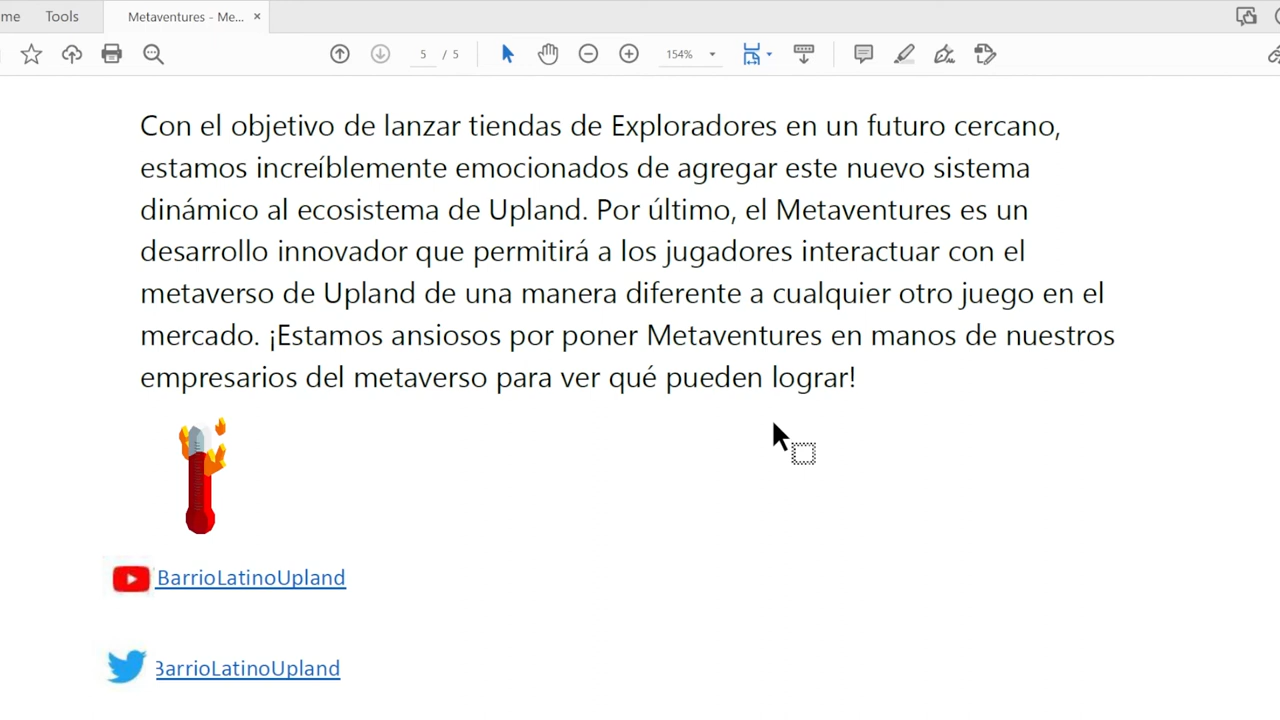 me
Tools
Metaventures - Me...
5 / 5
154%
Con el objetivo de lanzar tiendas de Exploradores en un futuro cercano,
estamos increíblemente emocionados de agregar este nuevo sistema
dinámico al ecosistema de Upland. Por último, el Metaventures es un
desarrollo innovador que permitirá a los jugadores interactuar con el
metaverso de Upland de una manera diferente a cualquier otro juego en el
mercado. ¡Estamos ansiosos por poner Metaventures en manos de nuestros
empresarios del metaverso para ver qué pueden lograr!
BarrioLatinoUpland
BarrioLatinoUpland